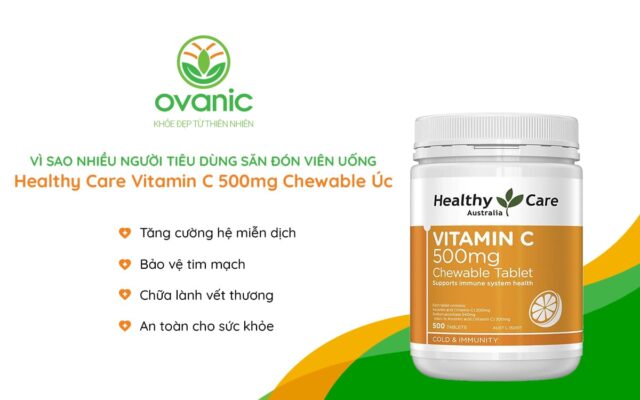 ovanic
KHỎE ĐẸP TỪ THIÊN NHIÊN
VÌ SAO NHIỀU NGƯỜI TIÊU DÙNG SĂN ĐÓN VIÊN UỐNG
Healthy Care Vitamin C 500mg Chewable Úc
Tăng cường hệ miễn dịch
Bảo vệ tim mạch
Chữa lành vết thương
An toàn cho sức khỏe
Healthy Care
Australia
VITAMIN C
500mg
Chewable Tablet
Supports immune system health
500 TABLETS
COLD & IMMUNITY